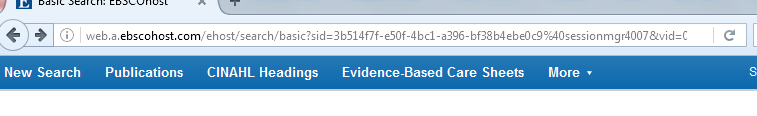 Basic Search: EBSCOhost
web.a.ebscohost.com/ehost/search/basic?sid=3b514f7f-e50f-4bc1-a396-bf38b4ebe0c9%40sessionmgr4007&vid=0
New Search Publications CINAHL Headings Evidence-Based Care Sheets More S